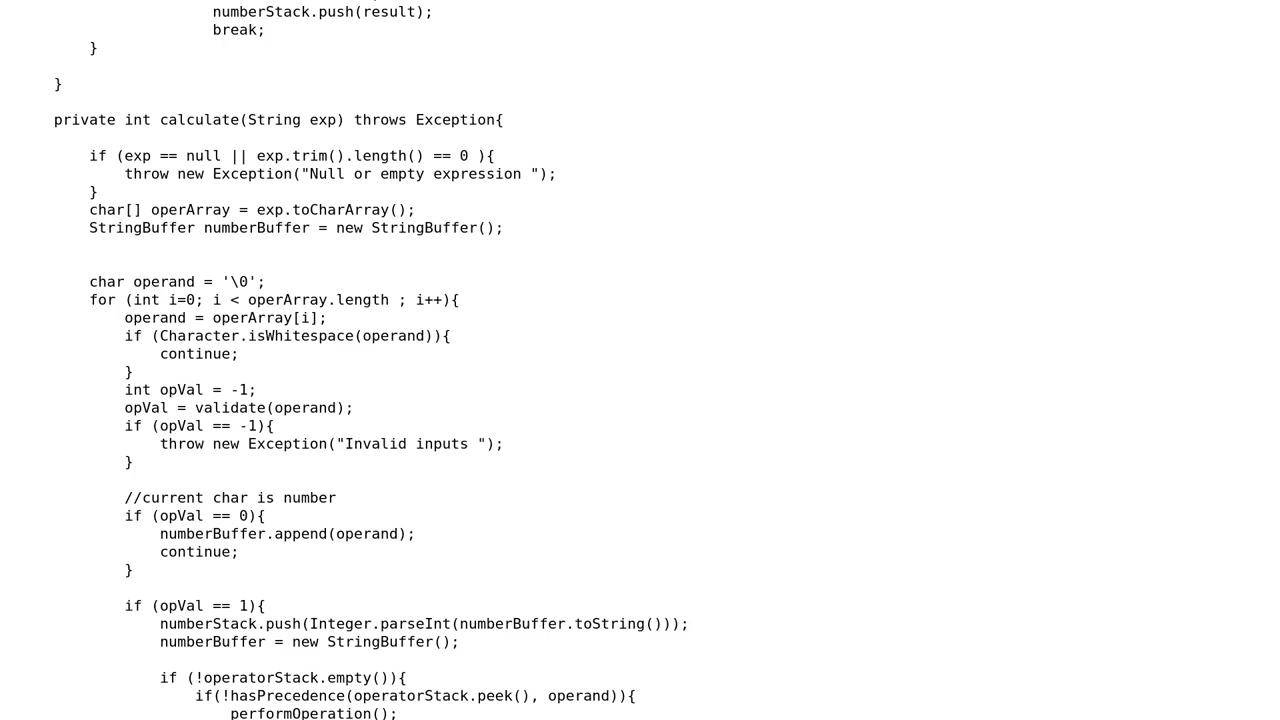 numberStack.push(result);
break;
}
}
private int calculate(String exp) throws Exception{
if (exp == null || exp.trim().length() == 0 ){
throw new Exception("Null or empty expression ");
}
char[] operArray = exp.toCharArray();
StringBuffer numberBuffer = new StringBuffer();
char operand = '\0';
for (int i=0; i < operArray.length ; i++){
operand = operArray[i];
if (Character.isWhitespace(operand)){
continue;
}
int opVal = -1;
opVal = validate(operand);
if (opVal == -1){
throw new Exception("Invalid inputs ");
}
//current char is number
if (opVal == 0){
numberBuffer.append(operand);
continue;
}
if (opVal == 1){
numberStack.push(Integer.parseInt(numberBuffer.toString()));
numberBuffer = new StringBuffer();
if (!operatorStack.empty()){
if(!hasPrecedence(operatorStack.peek(), operand)){
performOperation();